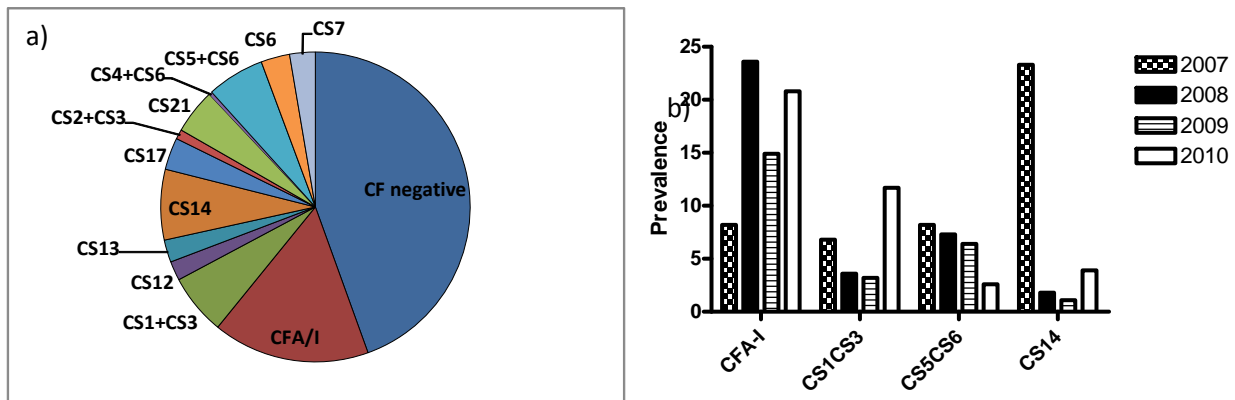 a)
CS7
CS6
CS5+CS6
CS4+CS6
CS21
CS2+CS3
CS17
CS14
CS13
CS12
CS1+CS3
CFA/I
CF negative
b)
Prevalence
25
20
15
10
5
0
CFA-I
CS1CS3
CS5CS6
CS14
2007
2008
2009
2010